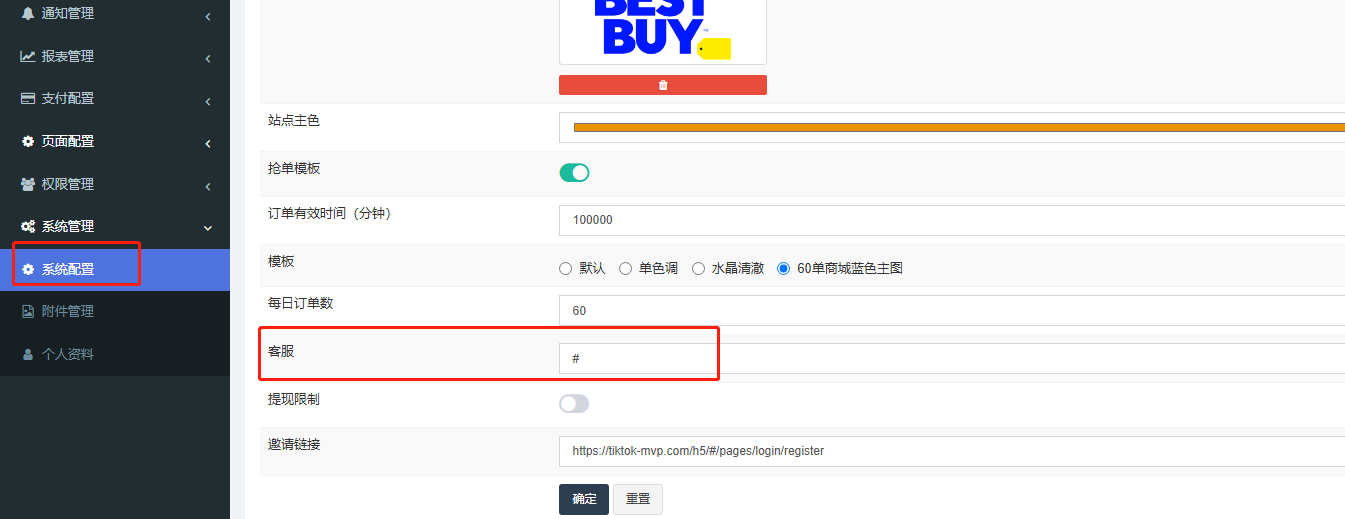 通知管理
报表管理
支付配置
页面配置
权限管理
系统管理
系统配置
附件管理
个人资料
BEST
BUY
站点主色
抢单模板
订单有效时间（分钟）
100000
模板
默认 单色调 水晶清澈 60单商城蓝色主图
每日订单数
60
客服
#
提现限制
邀请链接
https://tiktok-mvp.com/h5/#/pages/login/register
确定 重置